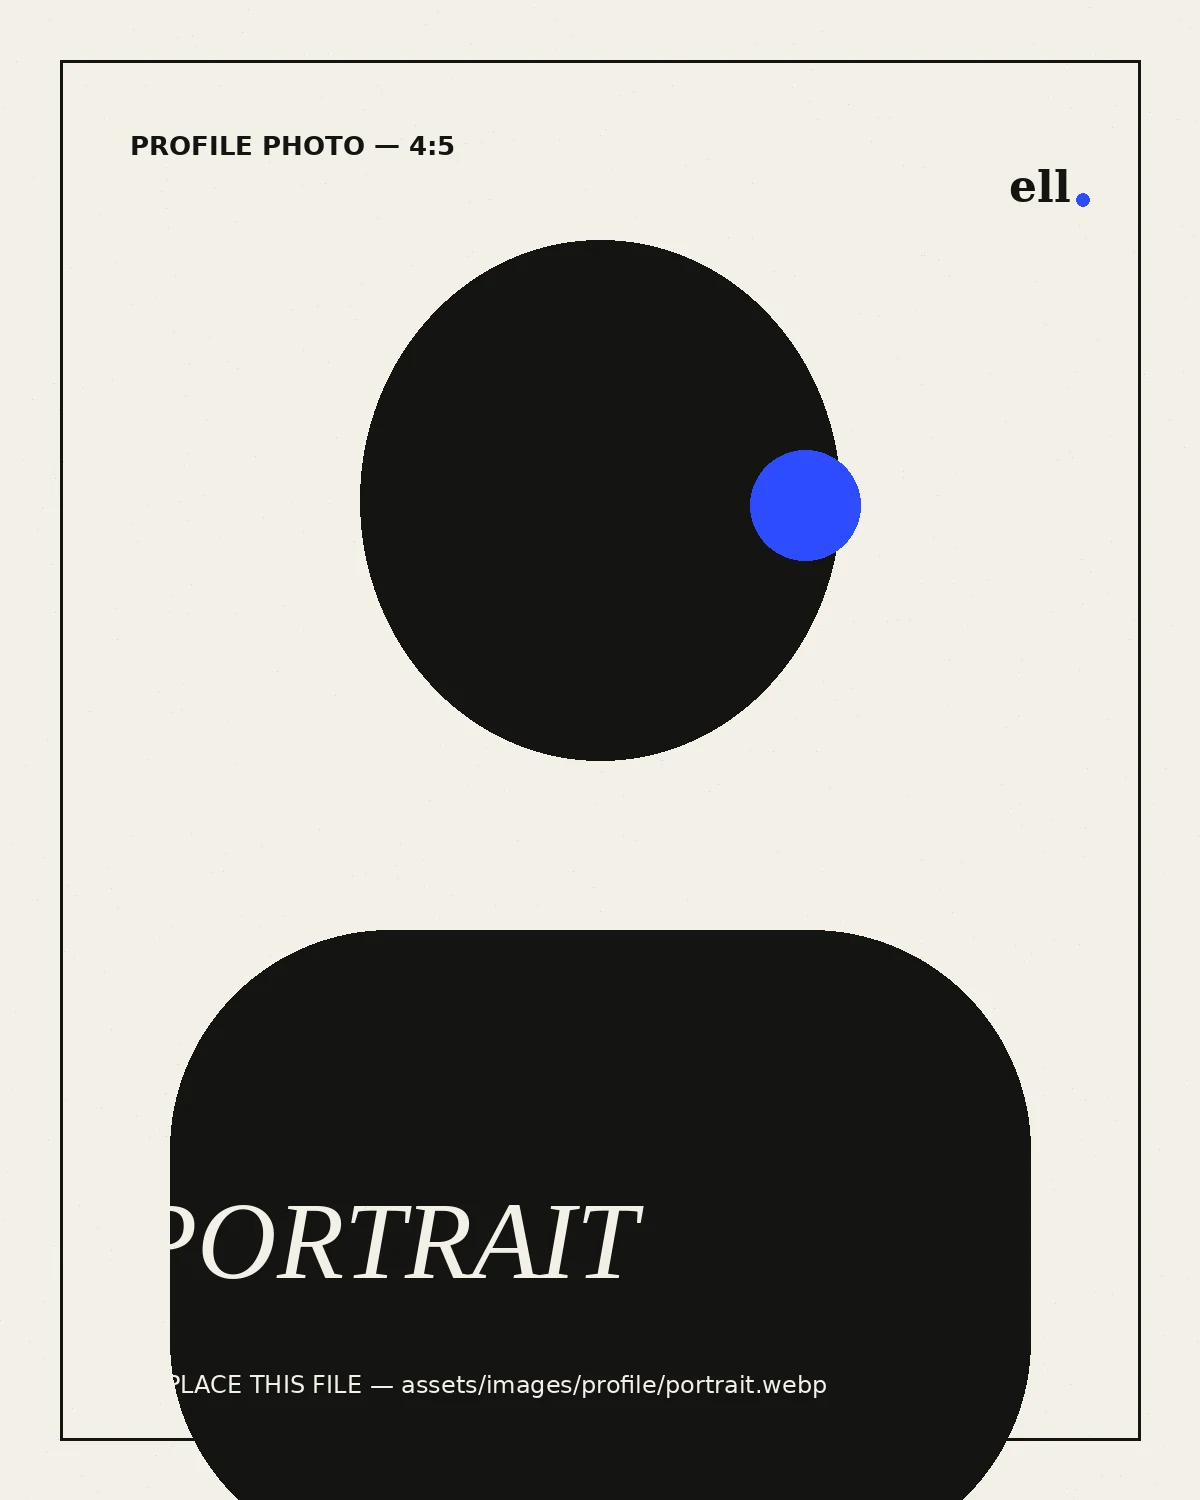 PROFILE PHOTO — 4:5
ell.
PORTRAIT
PLACE THIS FILE — assets/images/profile/portrait.webp